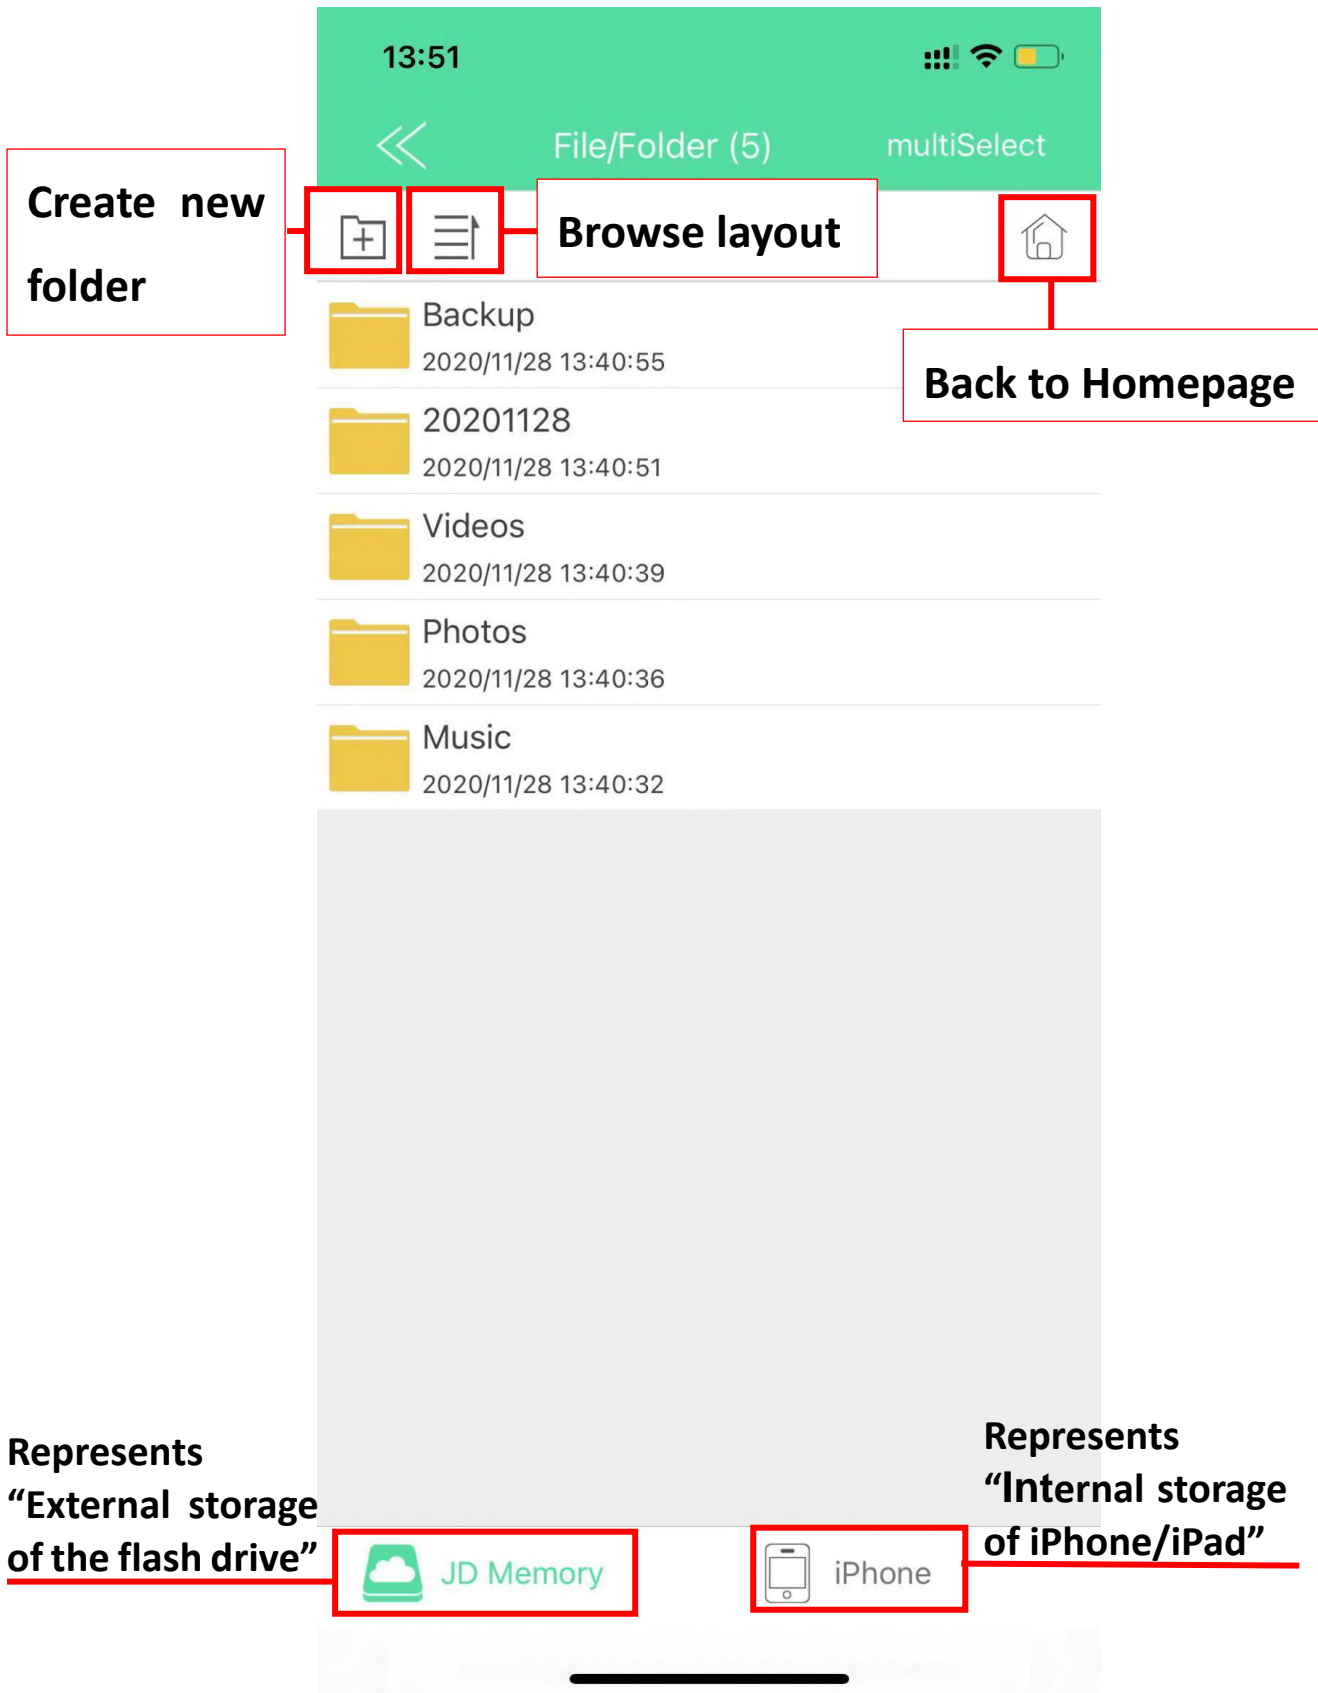 13:51
File/Folder (5)
multiSelect
Create new
folder
Browse layout
Back to Homepage
Backup
2020/11/28 13:40:55
20201128
2020/11/28 13:40:51
Videos
2020/11/28 13:40:39
Photos
2020/11/28 13:40:36
Music
2020/11/28 13:40:32
Represents
“External storage
of the flash drive”
Represents
“Internal storage
of iPhone/iPad”
JD Memory
iPhone